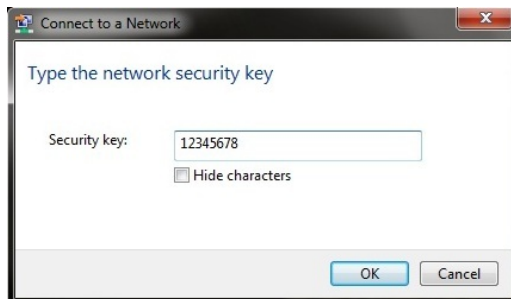 Connect to a Network
Type the network security key
Security key: 12345678
Hide characters
OK Cancel